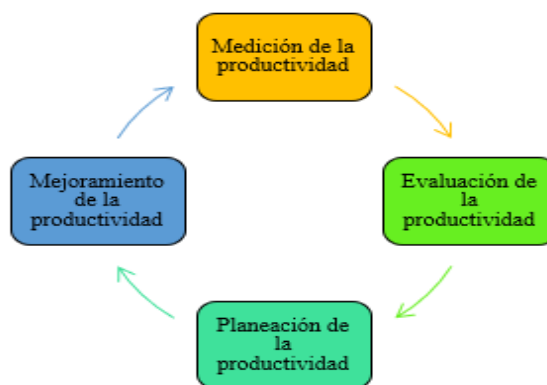 Medición de la
productividad
Evaluación de
la
productividad
Planeación de
la
productividad
Mejoramiento
de la
productividad